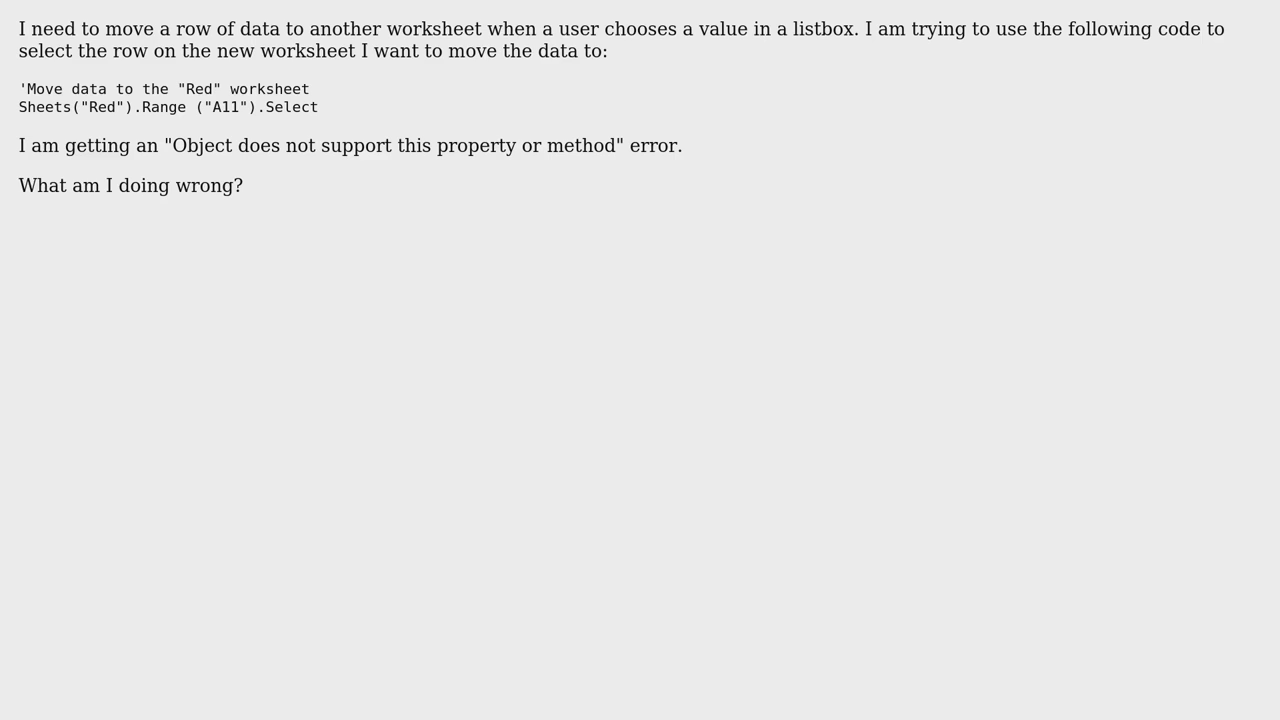 I need to move a row of data to another worksheet when a user chooses a value in a listbox. I am trying to use the following code to
select the row on the new worksheet I want to move the data to:
'Move data to the "Red" worksheet
Sheets("Red").Range ("A11").Select
I am getting an "Object does not support this property or method" error.
What am I doing wrong?